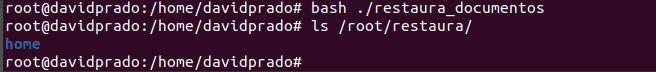 root@davidprado:/home/davidprado# bash ./restaura_documentos
root@davidprado:/home/davidprado# ls /root/restaura/
home
root@davidprado:/home/davidprado#